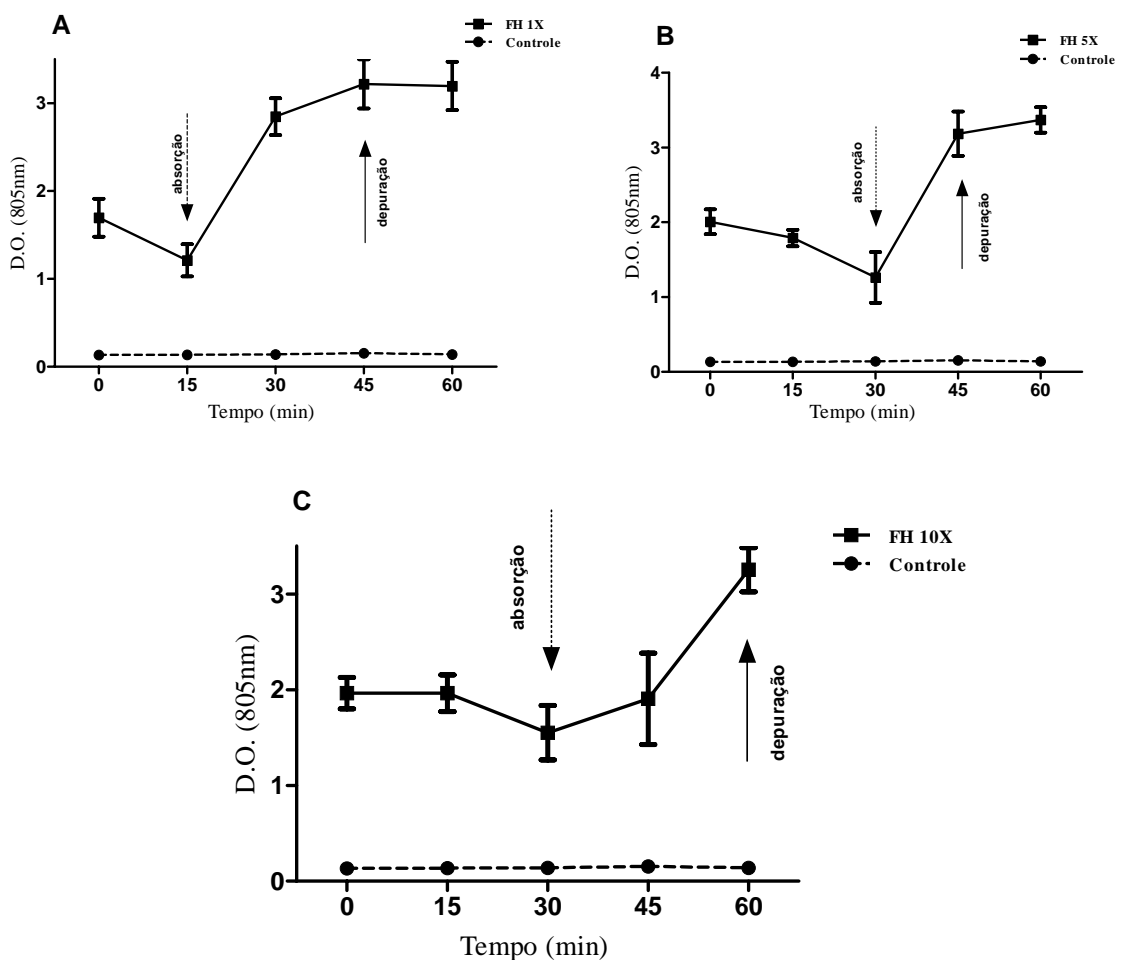 A
FH 1X
Controle
D.O. (805nm)
3
2
1
0
absorção
depuração
0 15 30 45 60
Tempo (min)
B
FH 5X
Controle
D.O. (805nm)
4
3
2
1
0
absorção
depuração
0 15 30 45 60
Tempo (min)
C
FH 10X
Controle
D.O. (805nm)
3
2
1
0
absorção
depuração
0 15 30 45 60
Tempo (min)